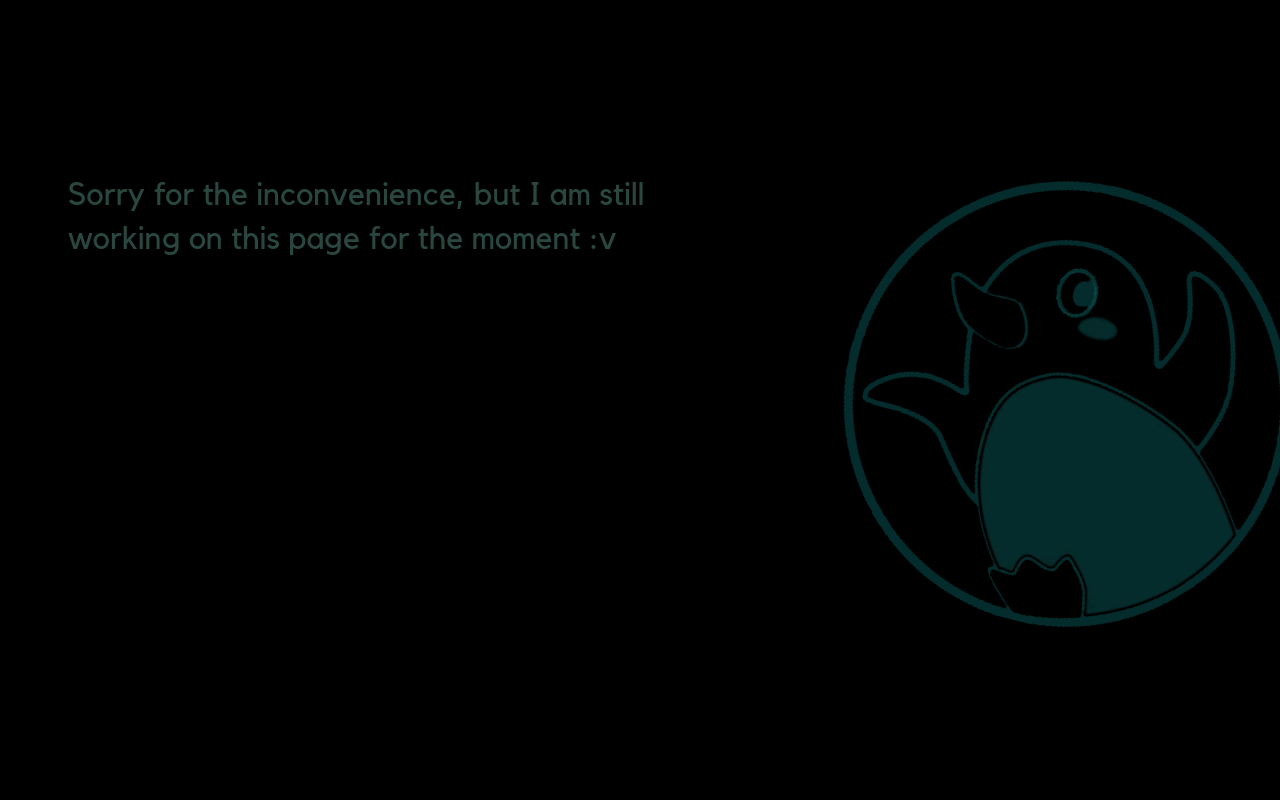 Sorry for the inconvenience, but I am still
working on this page for the moment :v